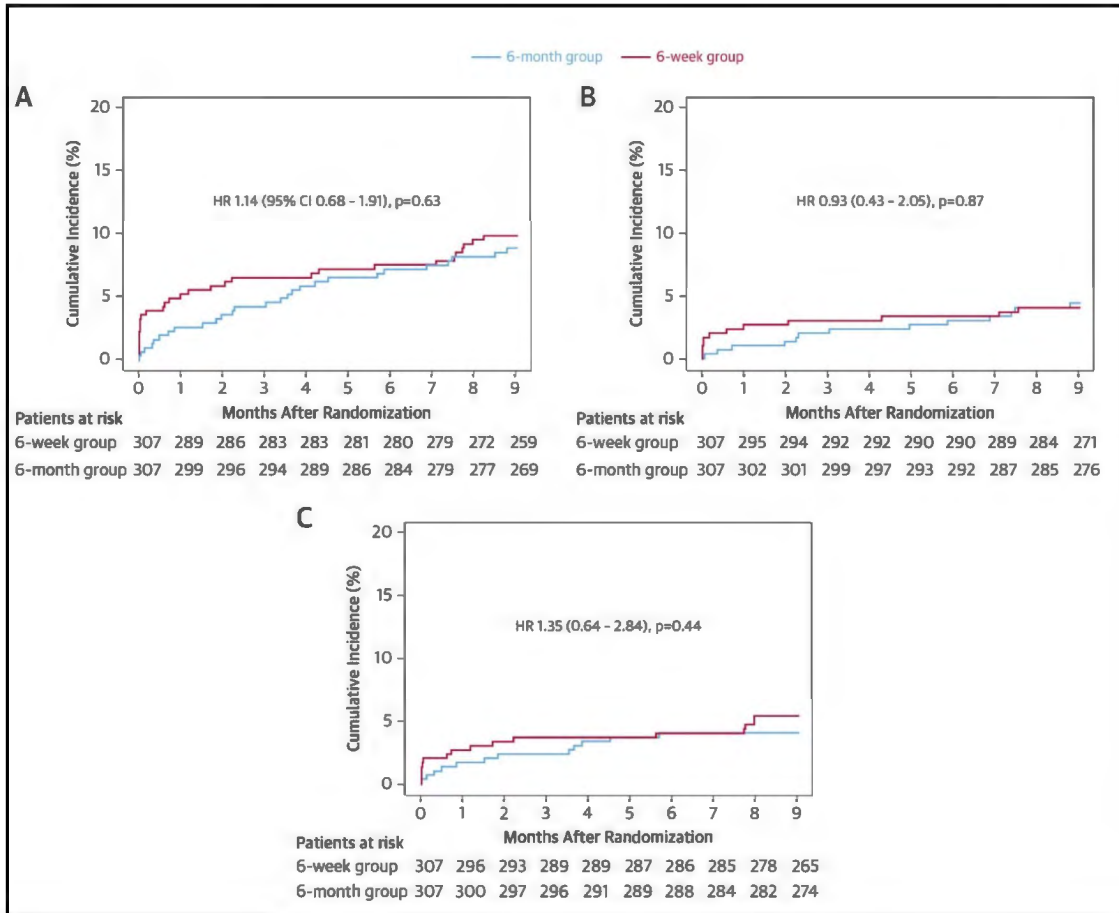 6-month group 6-week group
A
20
15
10
5
0
Cumulative Incidence (%)
HR 1.14 (95% CI 0.68 - 1.91), p=0.63
0 1 2 3 4 5 6 7 8 9
Months After Randomization
Patients at risk
6-week group 307 289 286 283 283 281 280 279 272 259
6-month group 307 299 296 294 289 286 284 279 277 269
B
20
15
10
5
0
Cumulative Incidence (%)
HR 0.93 (0.43 - 2.05), p=0.87
0 1 2 3 4 5 6 7 8 9
Months After Randomization
Patients at risk
6-week group 307 295 294 292 292 290 290 289 284 271
6-month group 307 302 301 299 297 293 292 287 285 276
C
20
15
10
5
0
Cumulative Incidence (%)
HR 1.35 (0.64 - 2.84), p=0.44
0 1 2 3 4 5 6 7 8 9
Months After Randomization
Patients at risk
6-week group 307 296 293 289 289 287 286 285 278 265
6-month group 307 300 297 296 291 289 288 284 282 274